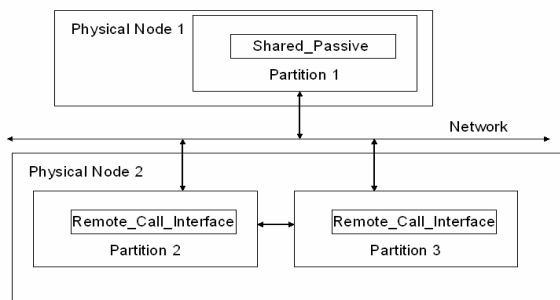 Physical Node 1
Shared_Passive
Partition 1
Network
Physical Node 2
Remote_Call_Interface
Partition 2
Remote_Call_Interface
Partition 3